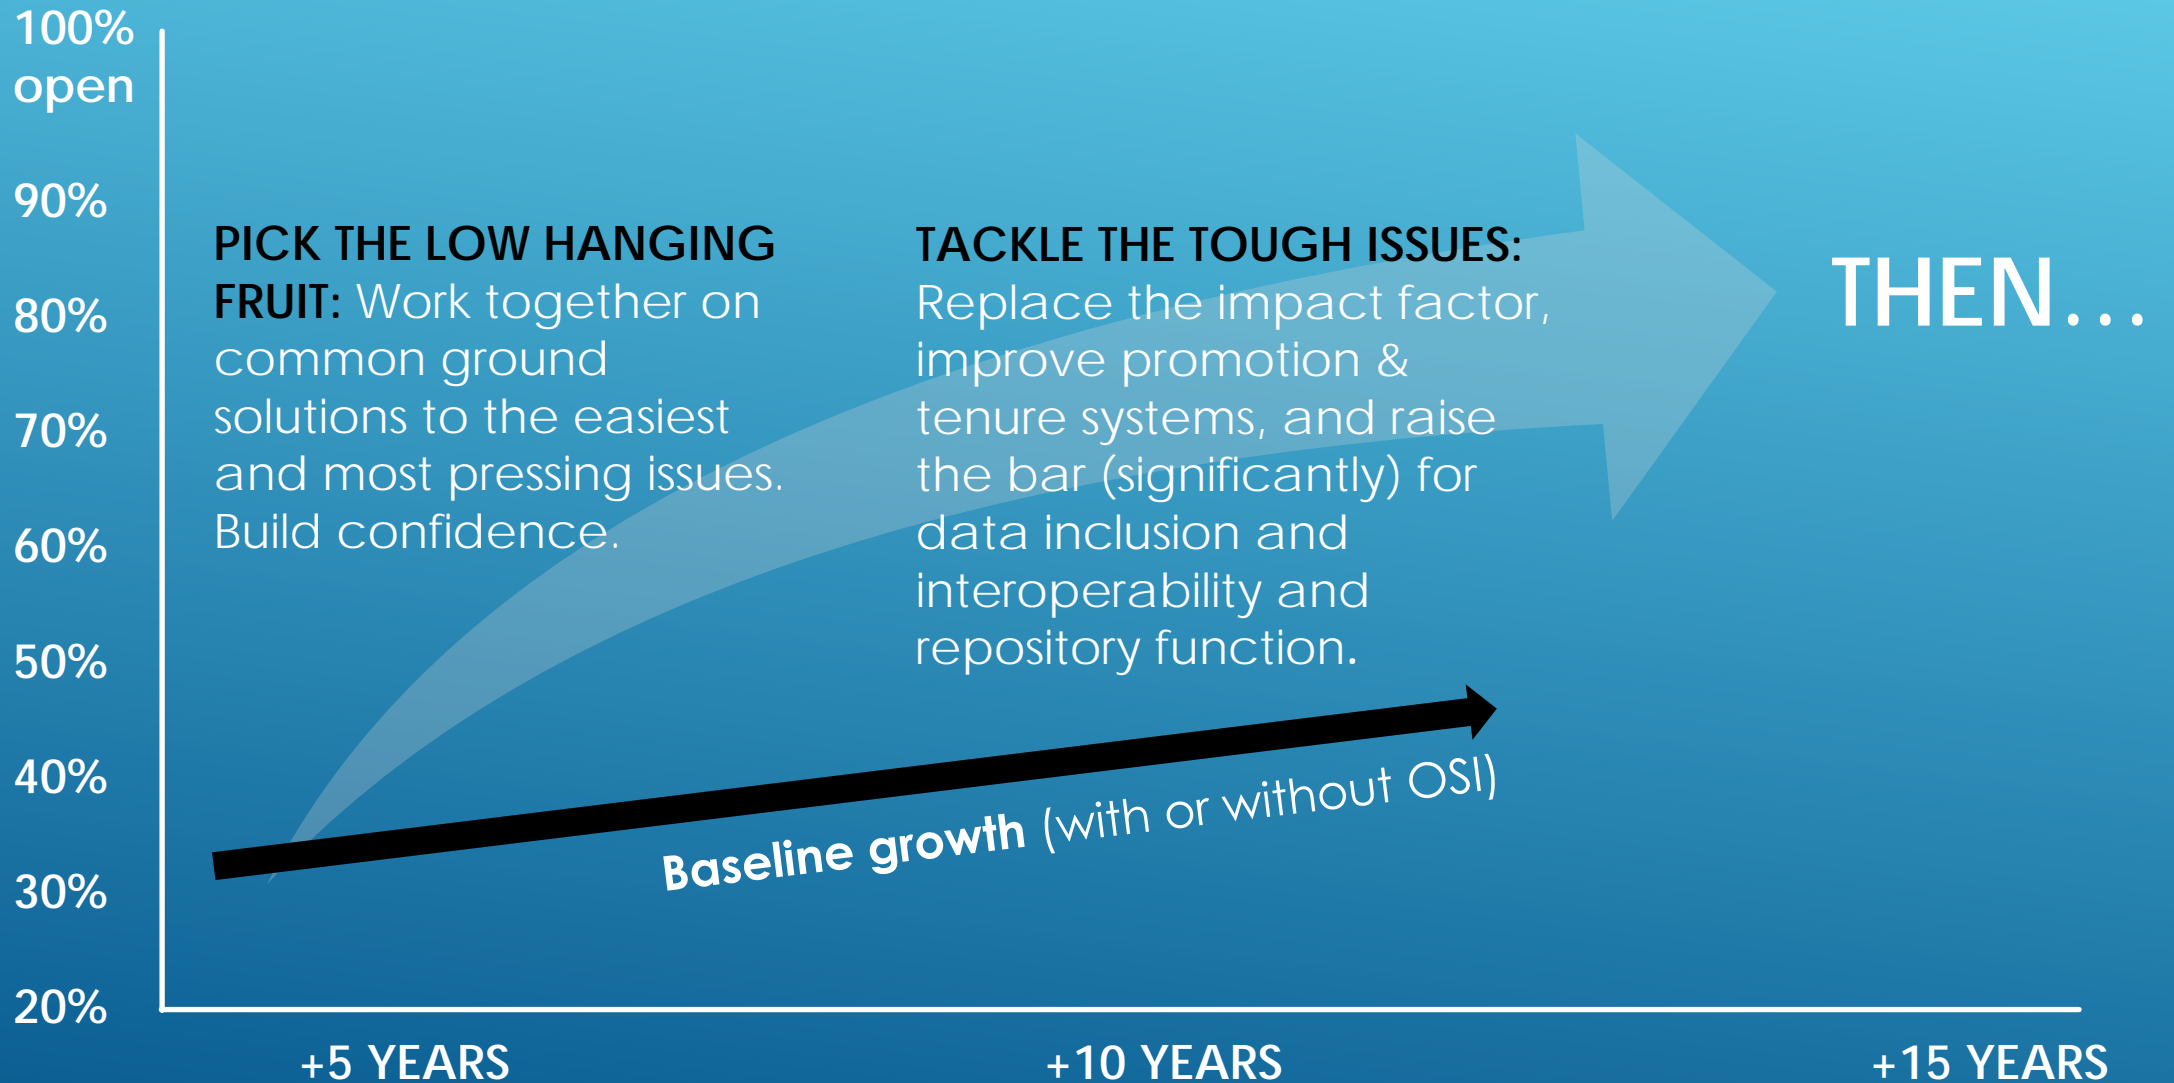 100%
open
90%
80%
70%
60%
50%
40%
30%
20%
PICK THE LOW HANGING
FRUIT: Work together on
common ground
solutions to the easiest
and most pressing issues.
Build confidence.
TACKLE THE TOUGH ISSUES:
Replace the impact factor,
improve promotion &
tenure systems, and raise
the bar (significantly) for
data inclusion and
interoperability and
repository function.
THEN...
Baseline growth (with or without OSI)
+5 YEARS
+10 YEARS
+15 YEARS